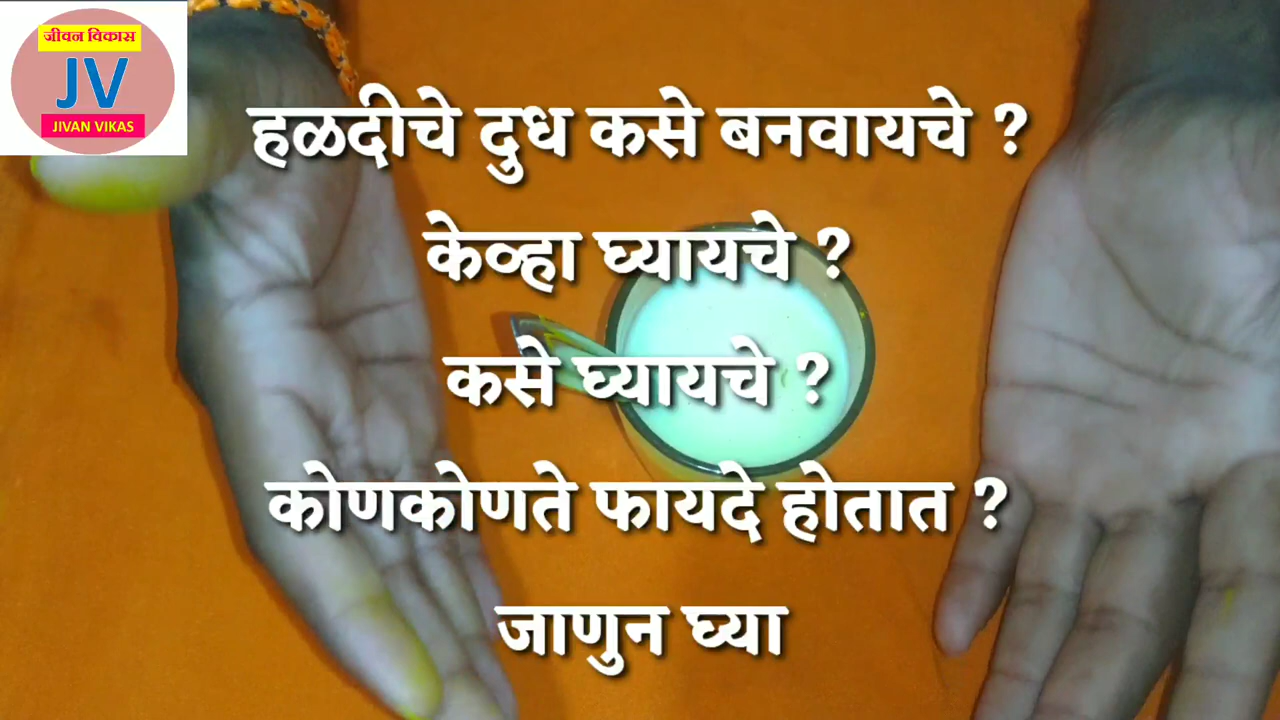 जीवन विकास
JV
JIVAN VIKAS
हळदीचे दुध कसे बनवायचे ?
केव्हा घ्यायचे ?
कसे घ्यायचे ?
कोणकोणते फायदे होतात ?
जाणुन घ्या